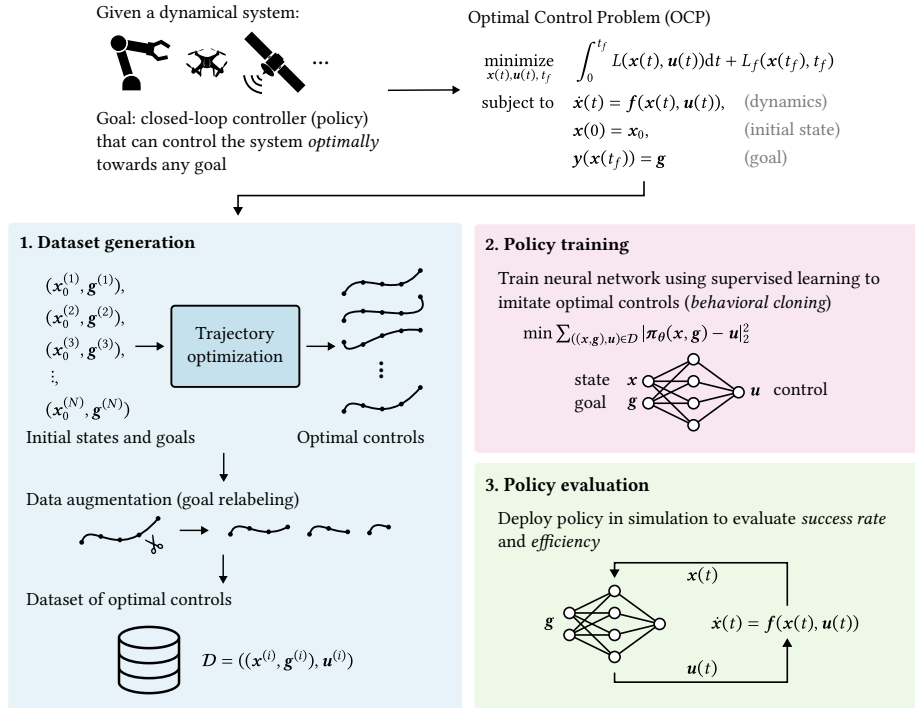 Given a dynamical system:
...
Goal: closed-loop controller (policy)
that can control the system optimally
towards any goal
Optimal Control Problem (OCP)
minimize x(t),u(t), t_f ∫_0^{t_f} L(x(t), u(t))dt + L_f(x(t_f), t_f)
subject to ẋ(t) = f(x(t), u(t)), (dynamics)
x(0) = x_0, (initial state)
y(x(t_f)) = g (goal)
1. Dataset generation
(x_0^{(1)}, g^{(1)}),
(x_0^{(2)}, g^{(2)}),
(x_0^{(3)}, g^{(3)}),
⋮,
(x_0^{(N)}, g^{(N)})
Trajectory
optimization
⋮
Initial states and goals
Optimal controls
Data augmentation (goal relabeling)
Dataset of optimal controls
𝒟 = ((x^{(i)}, g^{(i)}), u^{(i)})
2. Policy training
Train neural network using supervised learning to
imitate optimal controls (behavioral cloning)
min ∑_{((x,g),u)∈𝒟} |π_θ(x, g) − u|_2^2
state x
goal g
u control
3. Policy evaluation
Deploy policy in simulation to evaluate success rate
and efficiency
x(t)
g
ẋ(t) = f(x(t), u(t))
u(t)